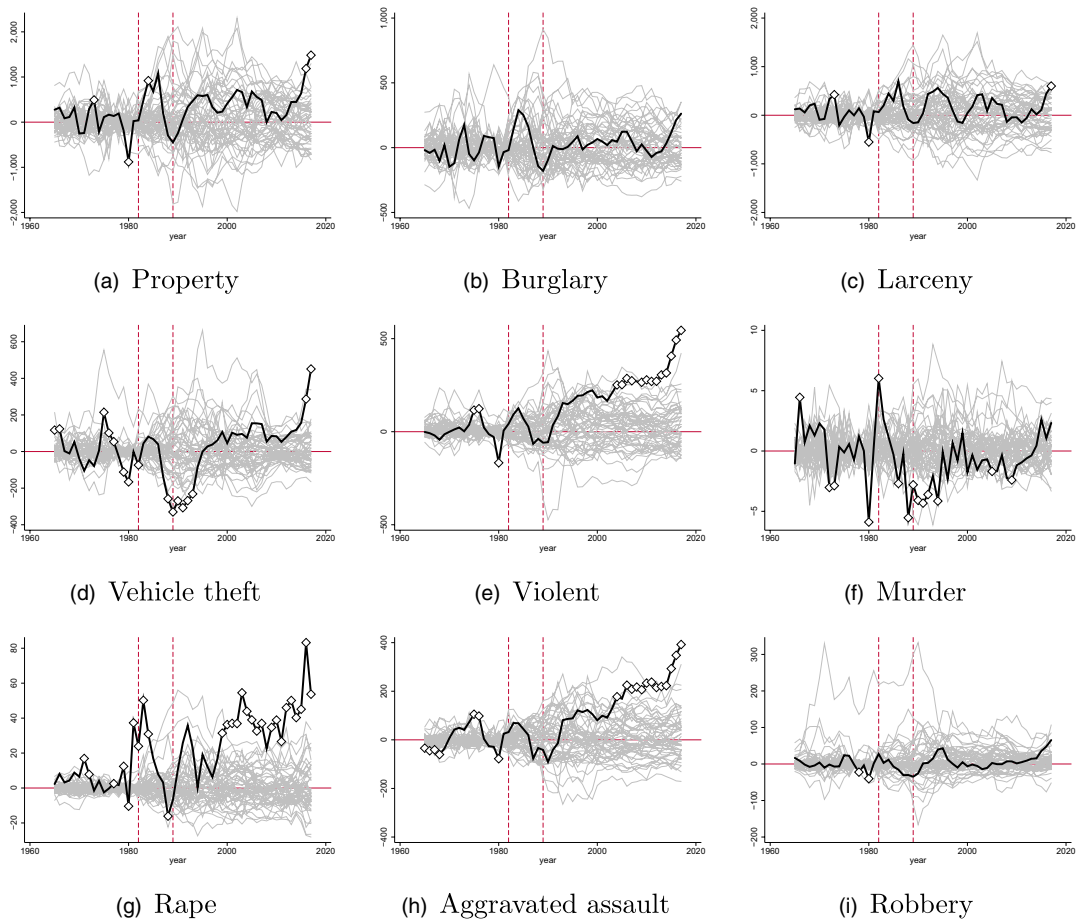 2,000
1,000
0
−1,000
−2,000
1960 1980 2000 2020
year
(a) Property
1,000
500
0
−500
1960 1980 2000 2020
year
(b) Burglary
2,000
1,000
0
−1,000
−2,000
1960 1980 2000 2020
year
(c) Larceny
600
400
200
0
−200
−400
1960 1980 2000 2020
year
(d) Vehicle theft
500
0
−500
1960 1980 2000 2020
year
(e) Violent
10
5
0
−5
1960 1980 2000 2020
year
(f) Murder
80
60
40
20
0
−20
1960 1980 2000 2020
year
(g) Rape
400
200
0
−200
−400
1960 1980 2000 2020
year
(h) Aggravated assault
300
200
100
0
−100
−200
1960 1980 2000 2020
year
(i) Robbery